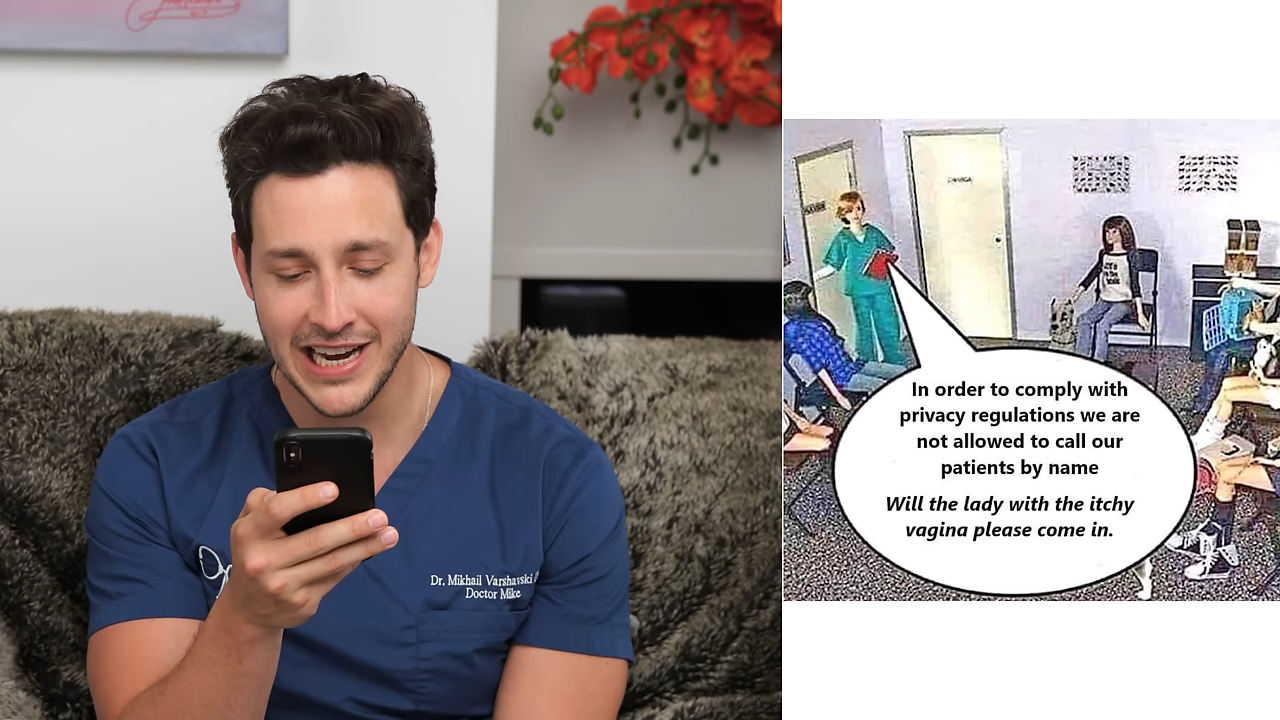 Dr. Mikhail Varshavski
Doctor Mike
In order to comply with
privacy regulations we are
not allowed to call our
patients by name
Will the lady with the itchy
vagina please come in.